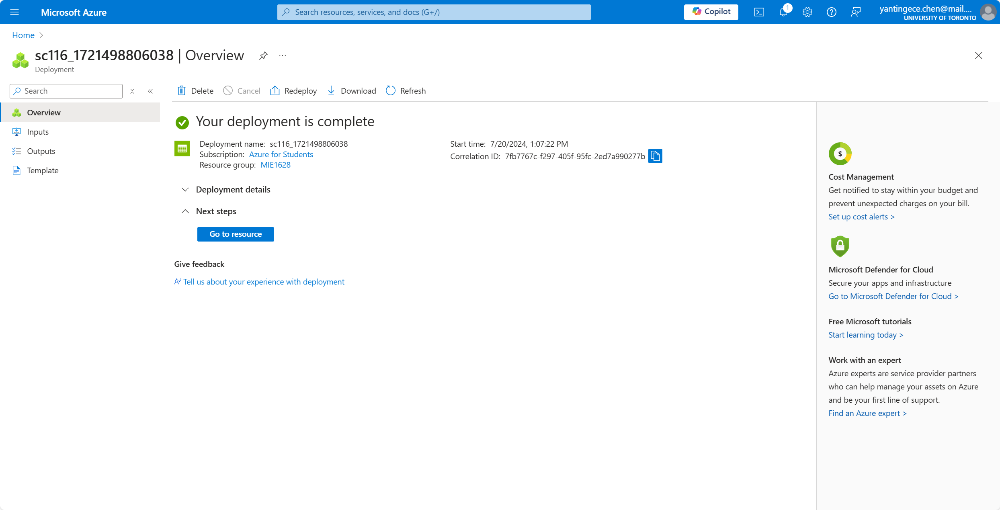 Microsoft Azure
Search resources, services, and docs (G+/)
Copilot
1
yantingece.chen@mail....
UNIVERSITY OF TORONTO
Home
sc116_1721498806038 | Overview
...
Deployment
Search
Delete
Cancel
Redeploy
Download
Refresh
Overview
Inputs
Outputs
Template
Your deployment is complete
Deployment name: sc116_1721498806038
Subscription: Azure for Students
Resource group: MIE1628
Start time: 7/20/2024, 1:07:22 PM
Correlation ID: 7fb7767c-f297-405f-95fc-2ed7a990277b
Deployment details
Next steps
Go to resource
Give feedback
Tell us about your experience with deployment
$
Cost Management
Get notified to stay within your budget and
prevent unexpected charges on your bill.
Set up cost alerts >
Microsoft Defender for Cloud
Secure your apps and infrastructure
Go to Microsoft Defender for Cloud >
Free Microsoft tutorials
Start learning today >
Work with an expert
Azure experts are service provider partners
who can help manage your assets on Azure
and be your first line of support.
Find an Azure expert >